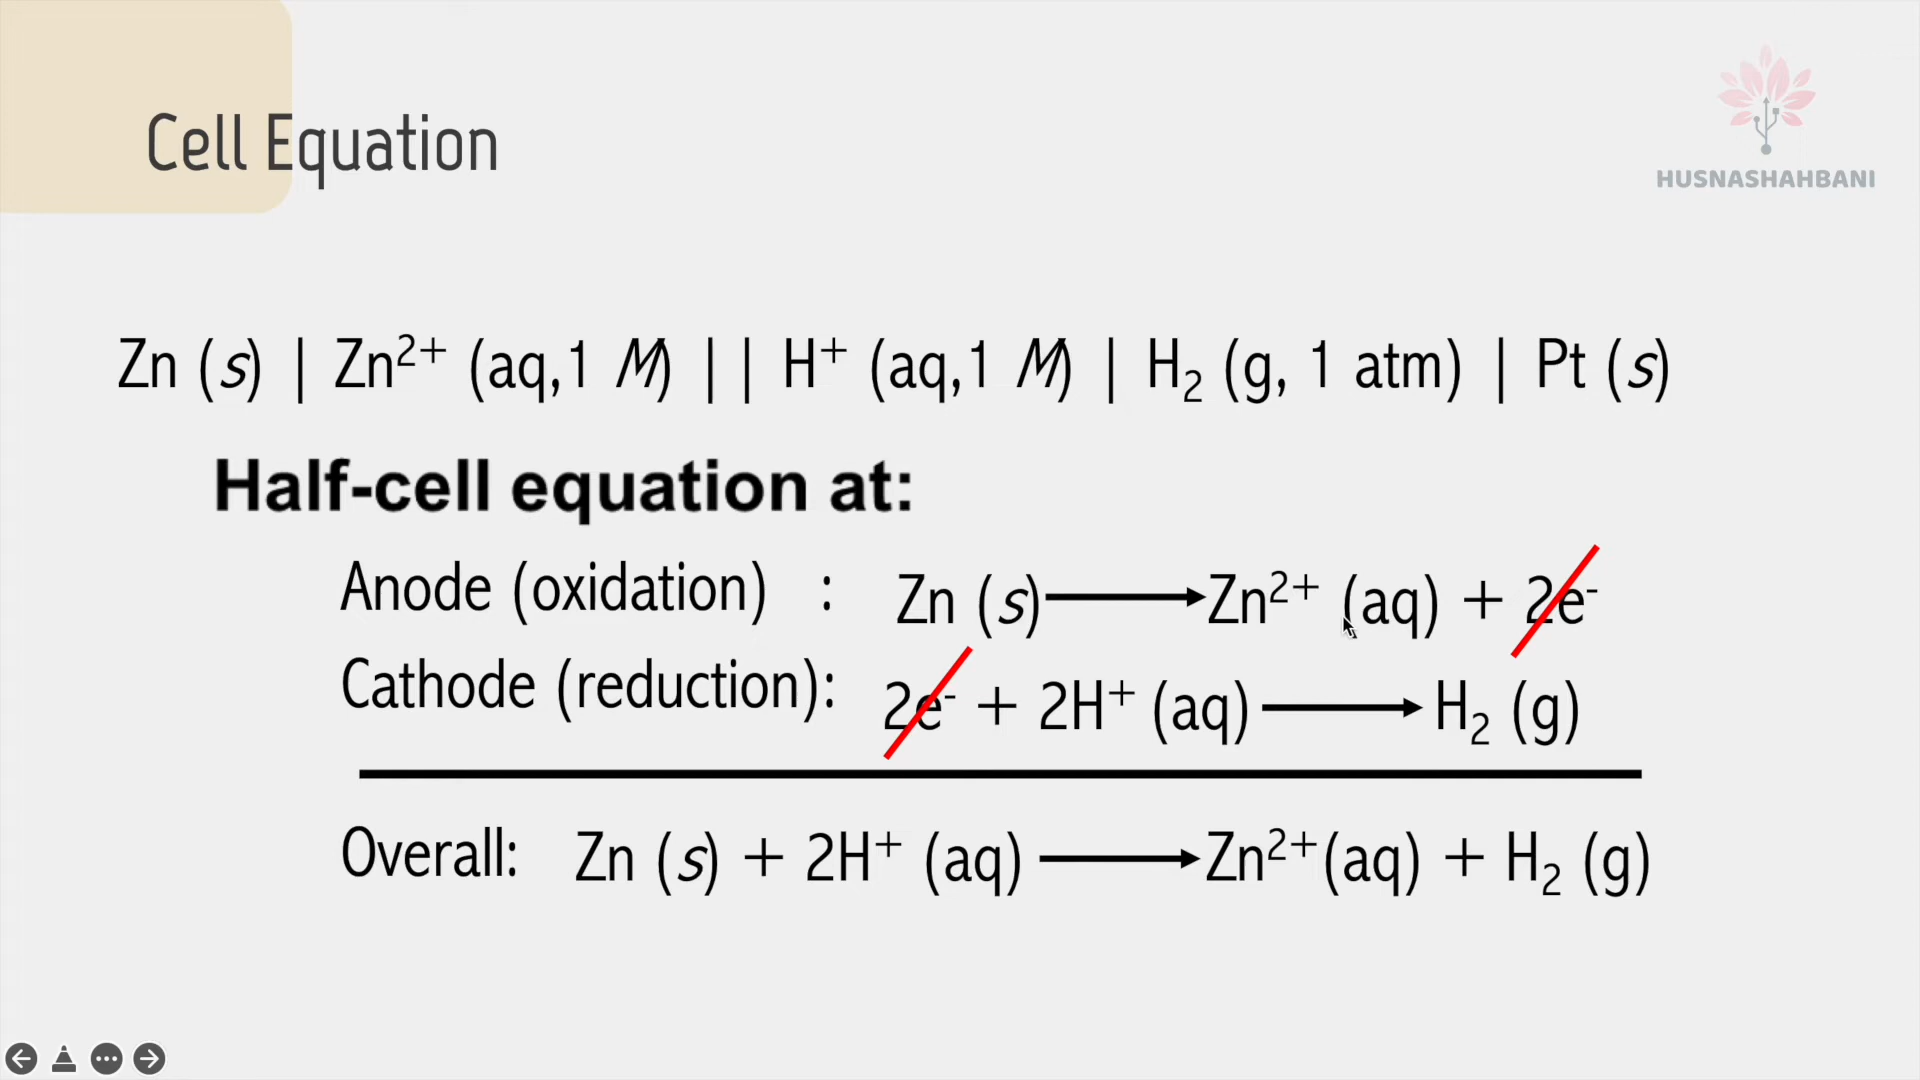 Cell Equation
HUSNASHAHBANI
Zn (s) | Zn²⁺ (aq,1 M) | | H⁺ (aq,1 M) | H₂ (g, 1 atm) | Pt (s)
Half-cell equation at:
Anode (oxidation) : Zn (s) ⟶ Zn²⁺ (aq) + 2e⁻
Cathode (reduction): 2e⁻ + 2H⁺ (aq) ⟶ H₂ (g)
Overall: Zn (s) + 2H⁺ (aq) ⟶ Zn²⁺(aq) + H₂ (g)